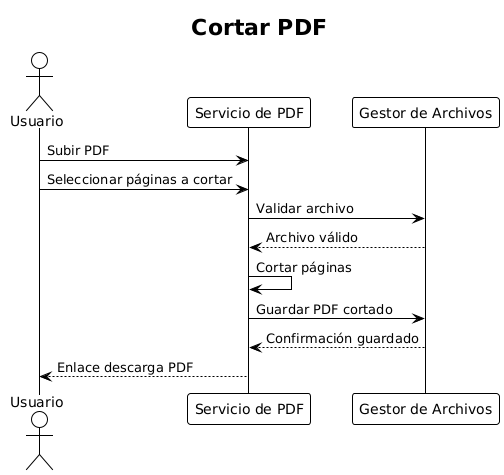 Cortar PDF
Usuario
Servicio de PDF
Gestor de Archivos
Subir PDF
Seleccionar páginas a cortar
Validar archivo
Archivo válido
Cortar páginas
Guardar PDF cortado
Confirmación guardado
Enlace descarga PDF
Usuario
Servicio de PDF
Gestor de Archivos